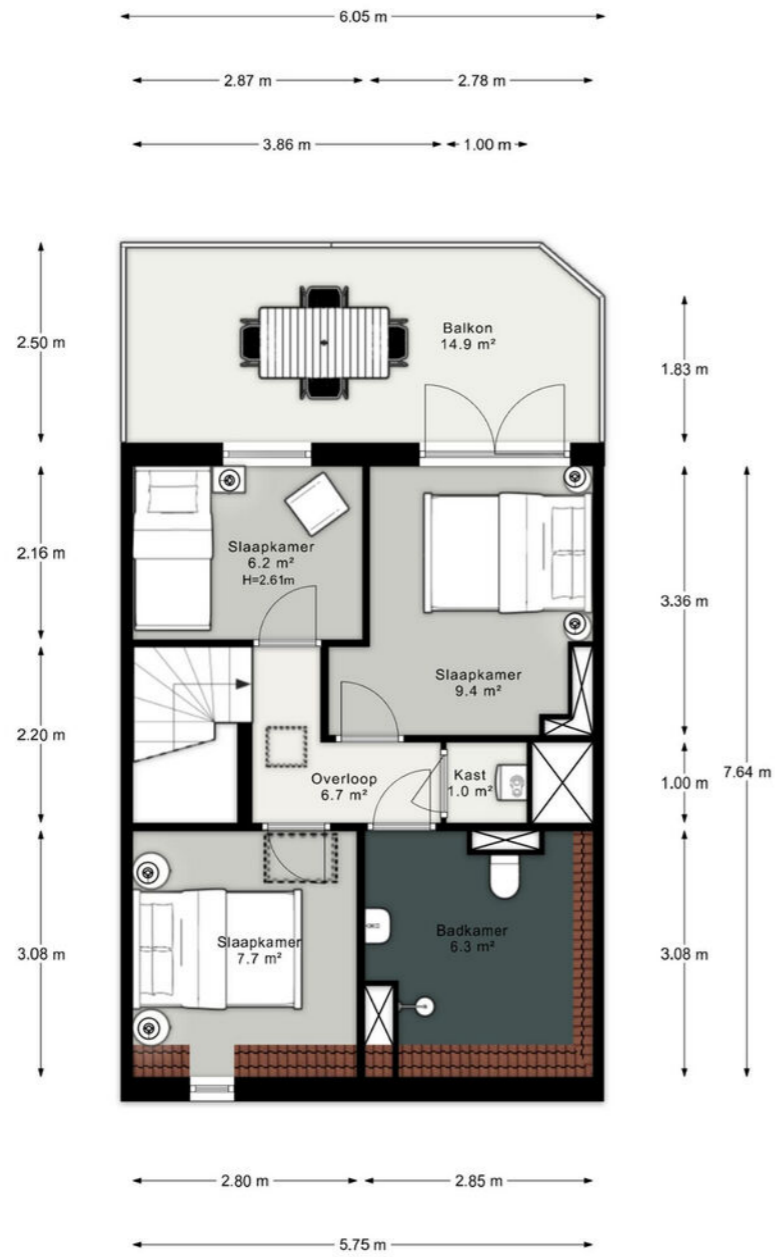 6.05 m
2.87 m
2.78 m
3.86 m
1.00 m
2.50 m
Balkon
14.9 m²
1.83 m
2.16 m
Slaapkamer
6.2 m²
H=2.61m
3.36 m
Slaapkamer
9.4 m²
2.20 m
Overloop
6.7 m²
Kast
1.0 m²
1.00 m
7.64 m
3.08 m
Slaapkamer
7.7 m²
Badkamer
6.3 m²
3.08 m
2.80 m
2.85 m
5.75 m